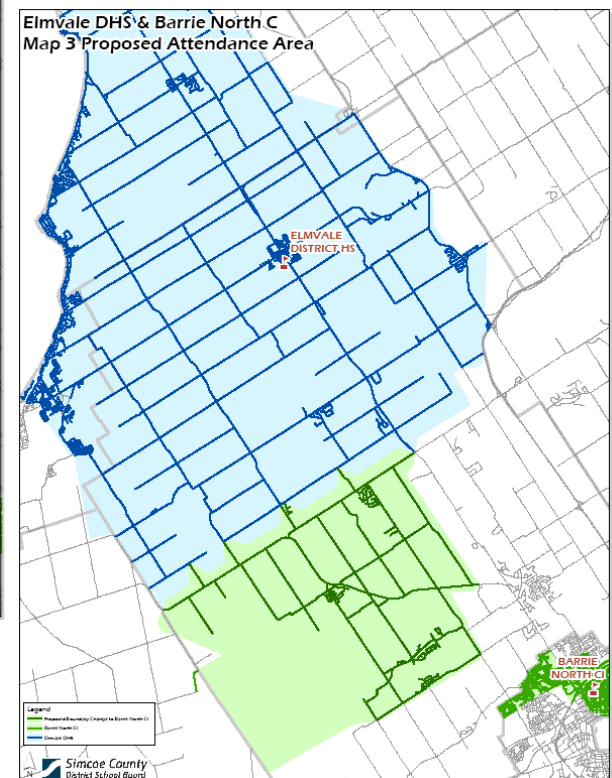 Elmvale DHS & Barrie North C
Map 3 Proposed Attendance Area
ELMVALE
DISTRICT HS
BARRIE
NORTH CI
Legend
Proposed Boundary Change to Barrie North CI
Barrie North CI
Elmvale DHS
N
Simcoe County
District School Board